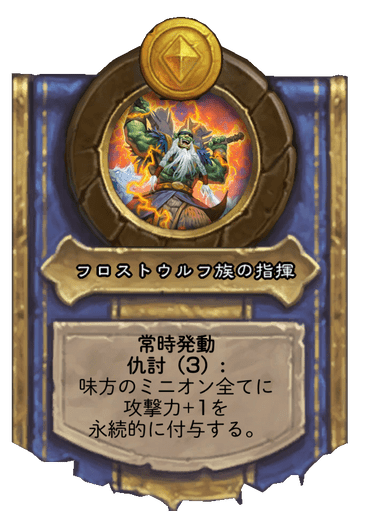 フロストウルフ族の指揮
常時発動
仇討（3）:
味方のミニオン全てに
攻撃力+1を
永続的に付与する。